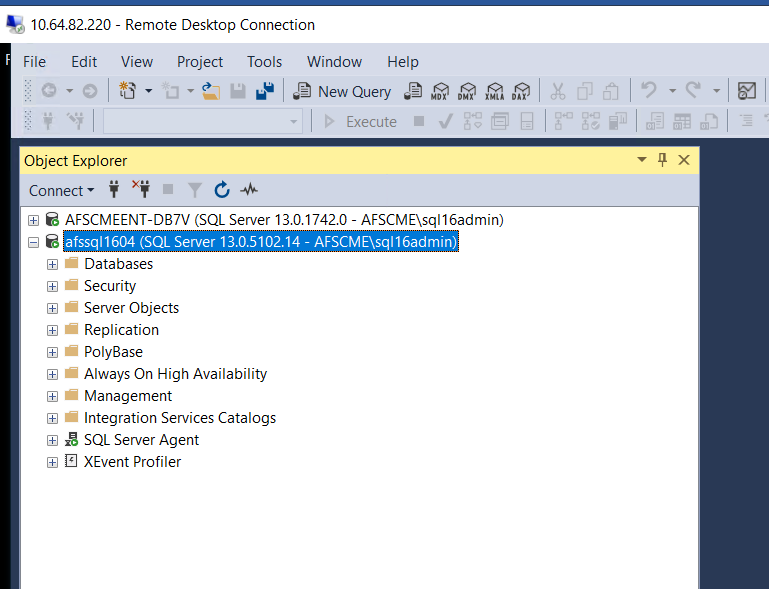 10.64.82.220 - Remote Desktop Connection
File Edit View Project Tools Window Help
New Query MDX DMX XMLA DAX
Execute
Object Explorer
Connect
AFSCMEENT-DB7V (SQL Server 13.0.1742.0 - AFSCME\sql16admin)
afssql1604 (SQL Server 13.0.5102.14 - AFSCME\sql16admin)
Databases
Security
Server Objects
Replication
PolyBase
Always On High Availability
Management
Integration Services Catalogs
SQL Server Agent
XEvent Profiler